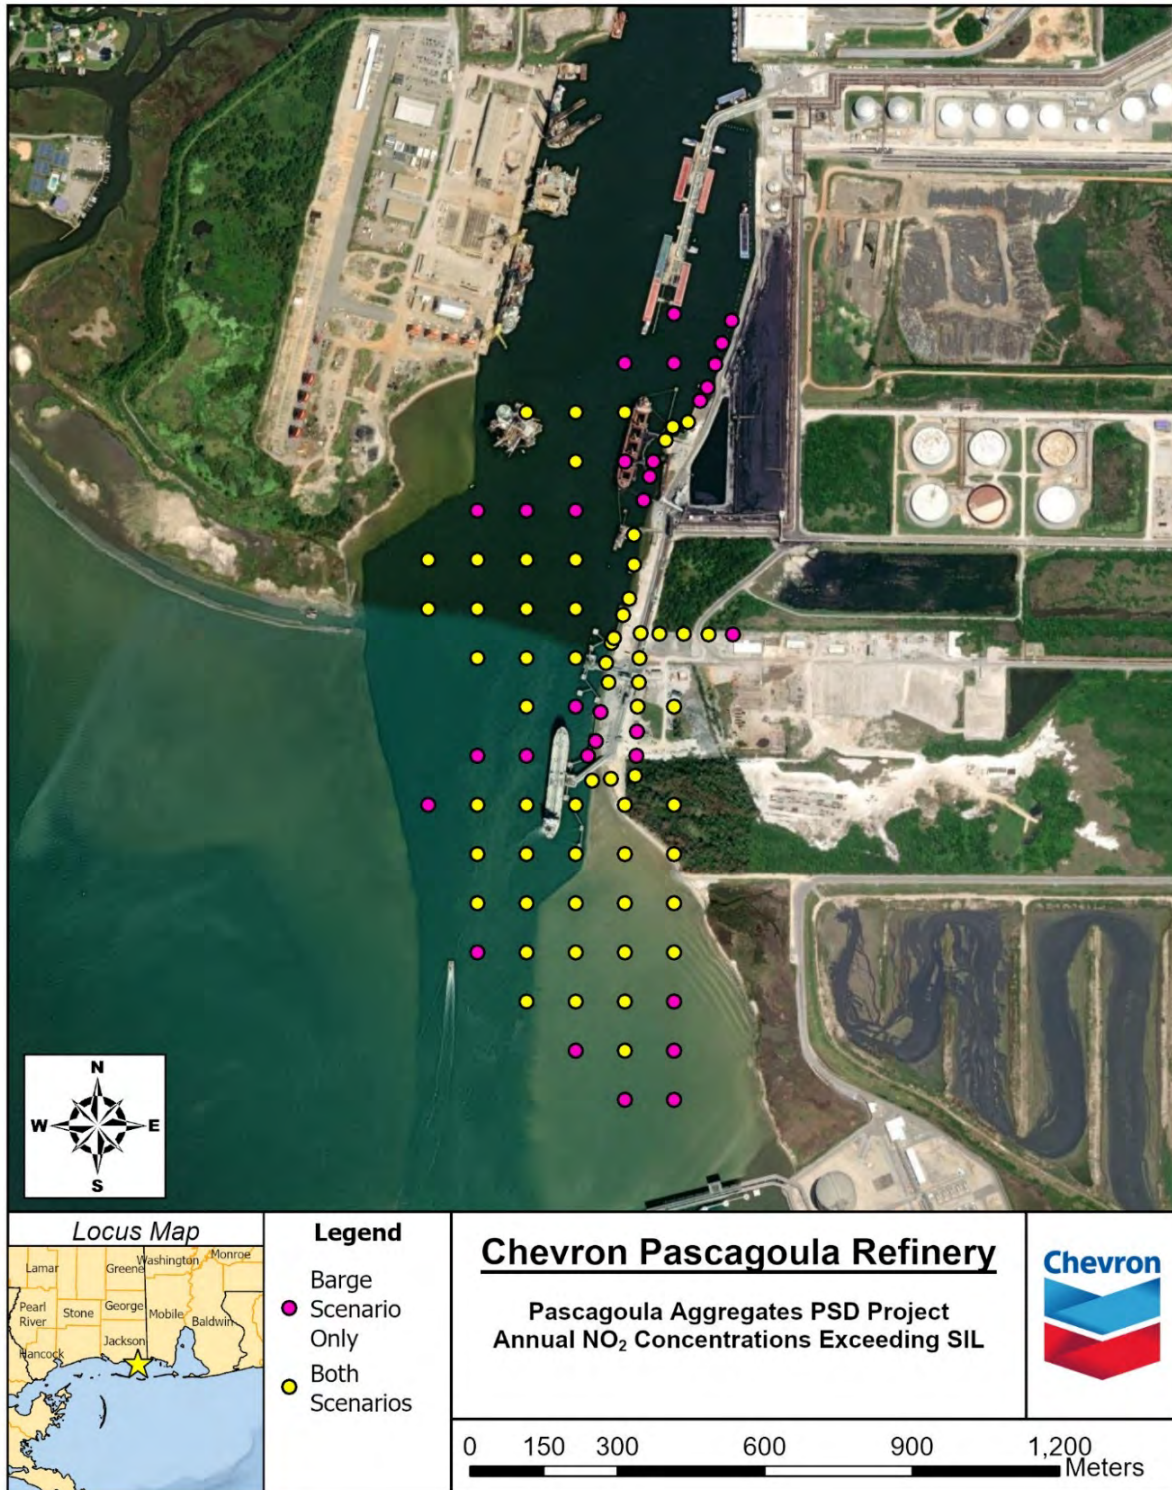 N
W E
S
Locus Map
Lamar
Greene
Washington
Monroe
Pearl
River
Stone
George
Mobile
Baldwin
Jackson
Hancock
Legend
Barge
Scenario
Only
Both
Scenarios
Chevron Pascagoula Refinery
Pascagoula Aggregates PSD Project
Annual NO₂ Concentrations Exceeding SIL
Chevron
0 150 300 600 900 1,200
Meters